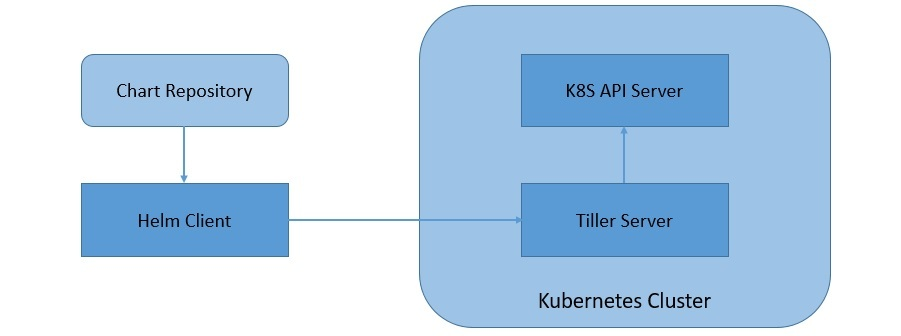 Chart Repository
K8S API Server
Helm Client
Tiller Server
Kubernetes Cluster